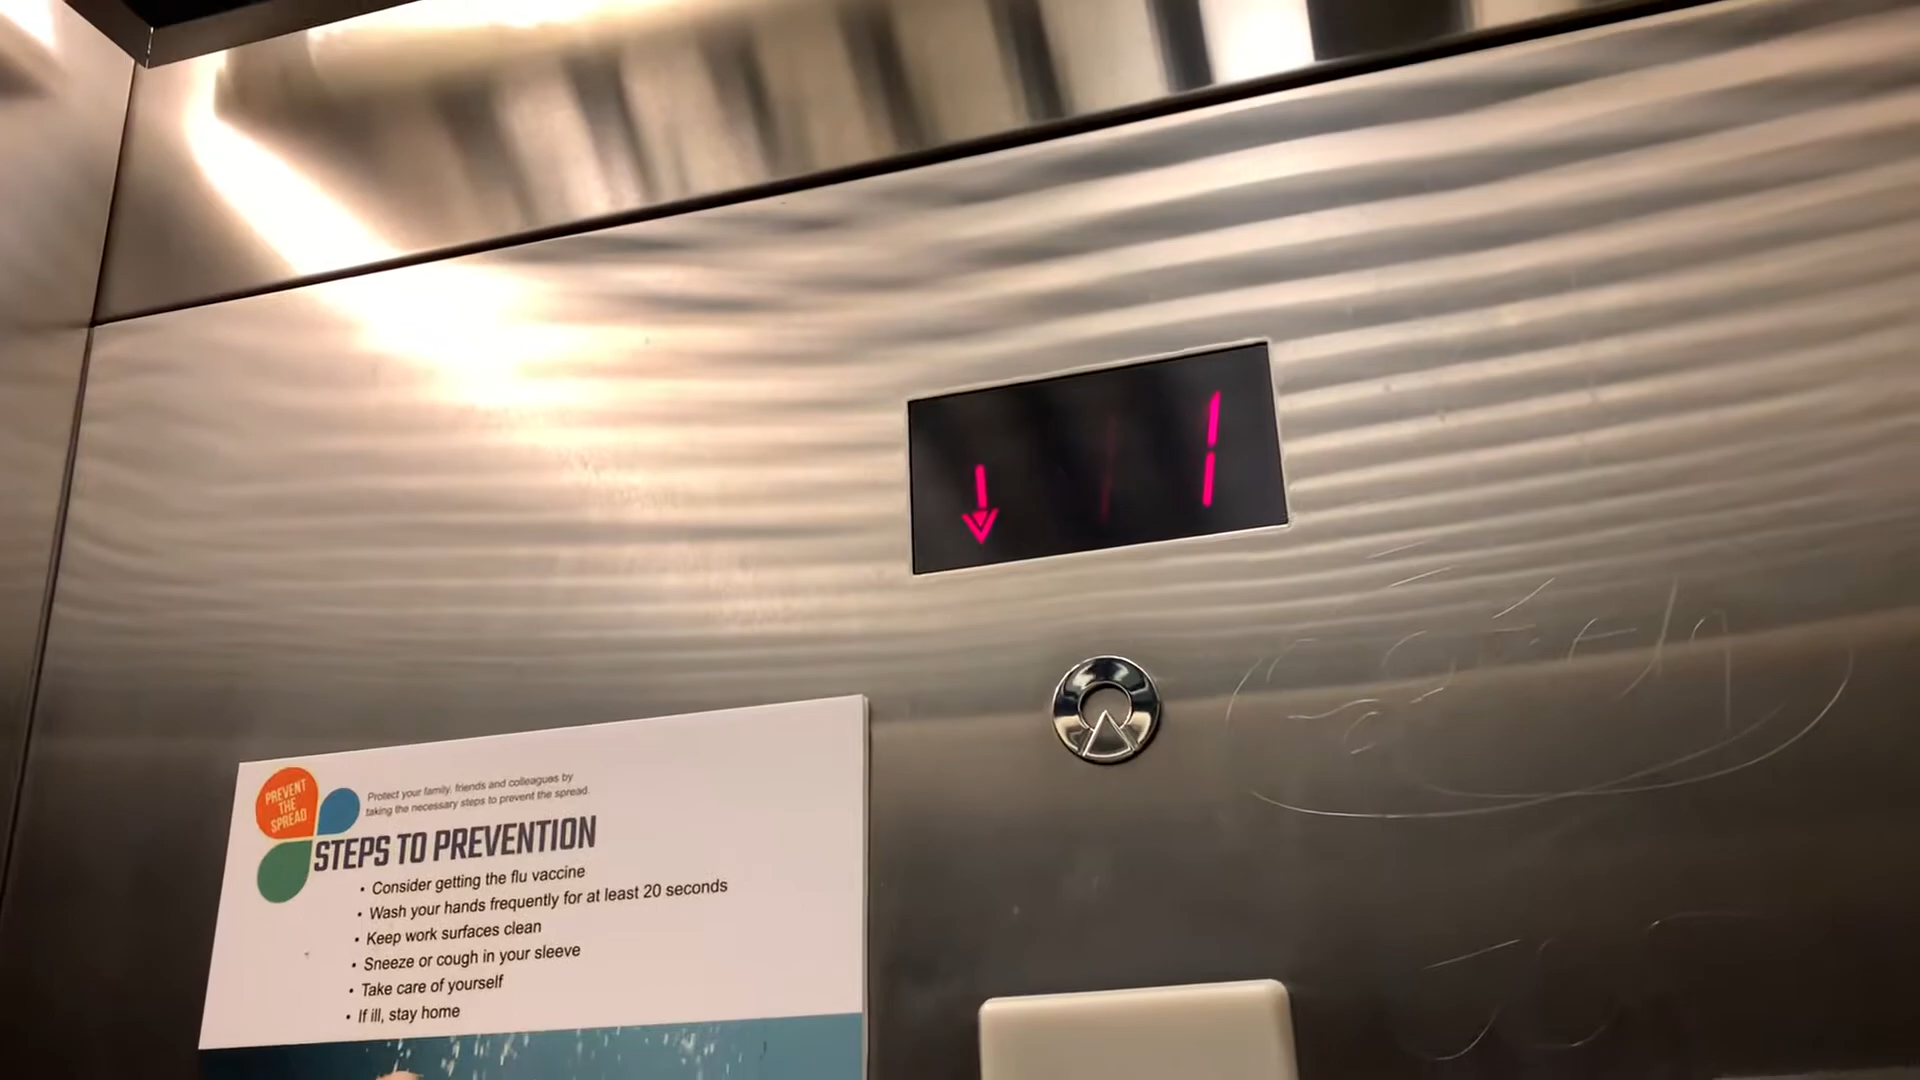 1
PREVENT
THE
SPREAD
Protect your family, friends and colleagues by
taking the necessary steps to prevent the spread.
STEPS TO PREVENTION
• Consider getting the flu vaccine
• Wash your hands frequently for at least 20 seconds
• Keep work surfaces clean
• Sneeze or cough in your sleeve
• Take care of yourself
• If ill, stay home